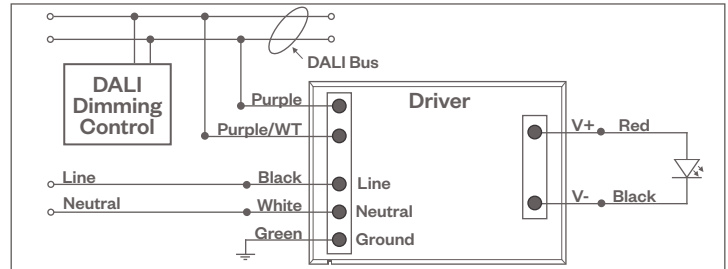 DALI Bus
DALI
Dimming
Control
Driver
Purple
Purple/WT
V+ Red
Line Black Line
V- Black
Neutral White Neutral
Green Ground